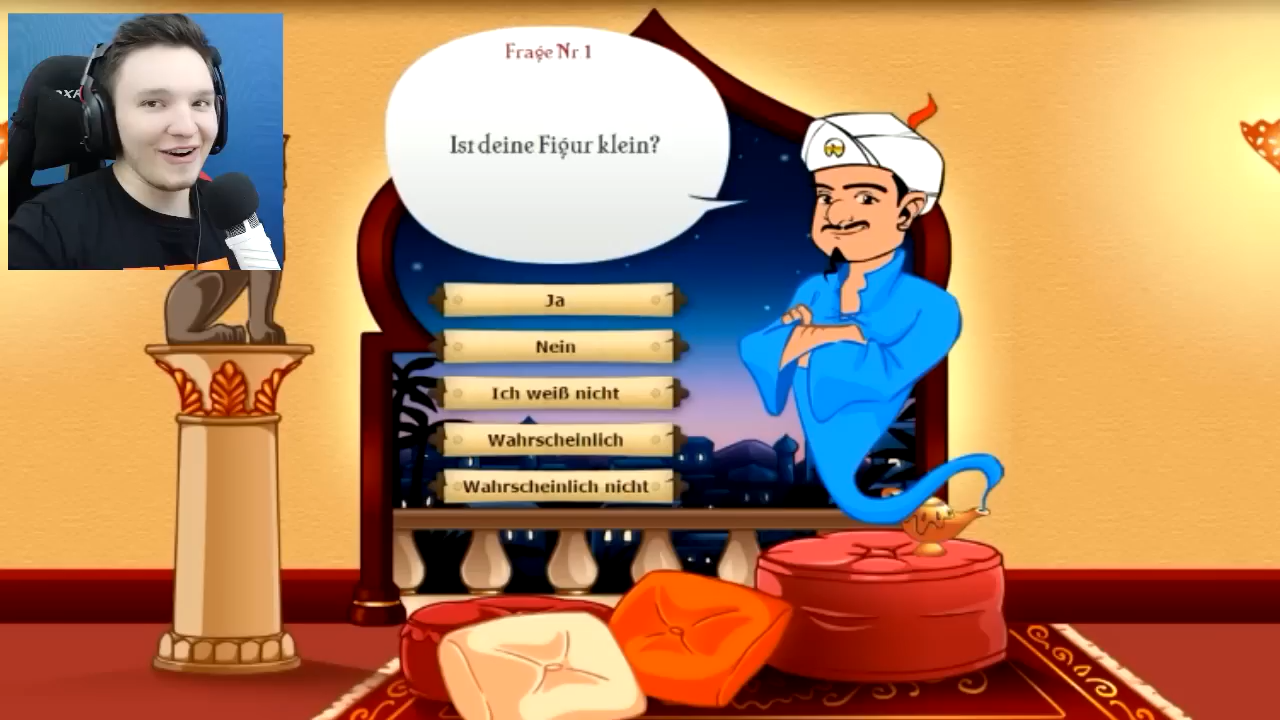 Frage Nr 1
Ist deine Figur klein?
Ja
Nein
Ich weiß nicht
Wahrscheinlich
Wahrscheinlich nicht